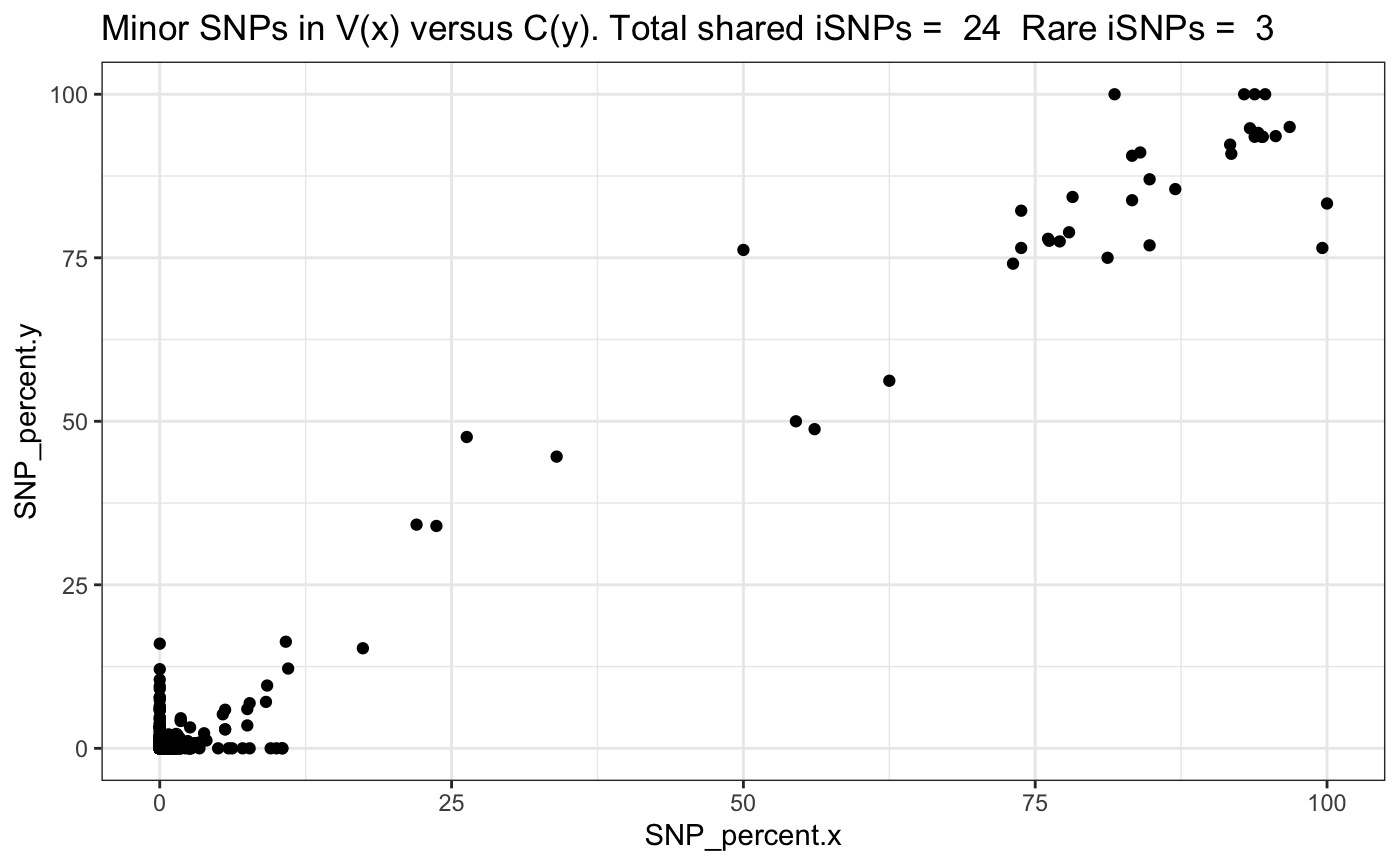 Minor SNPs in V(x) versus C(y). Total shared iSNPs =  24  Rare iSNPs =  3
100
75
50
25
0
SNP_percent.y
0 25 50 75 100
SNP_percent.x